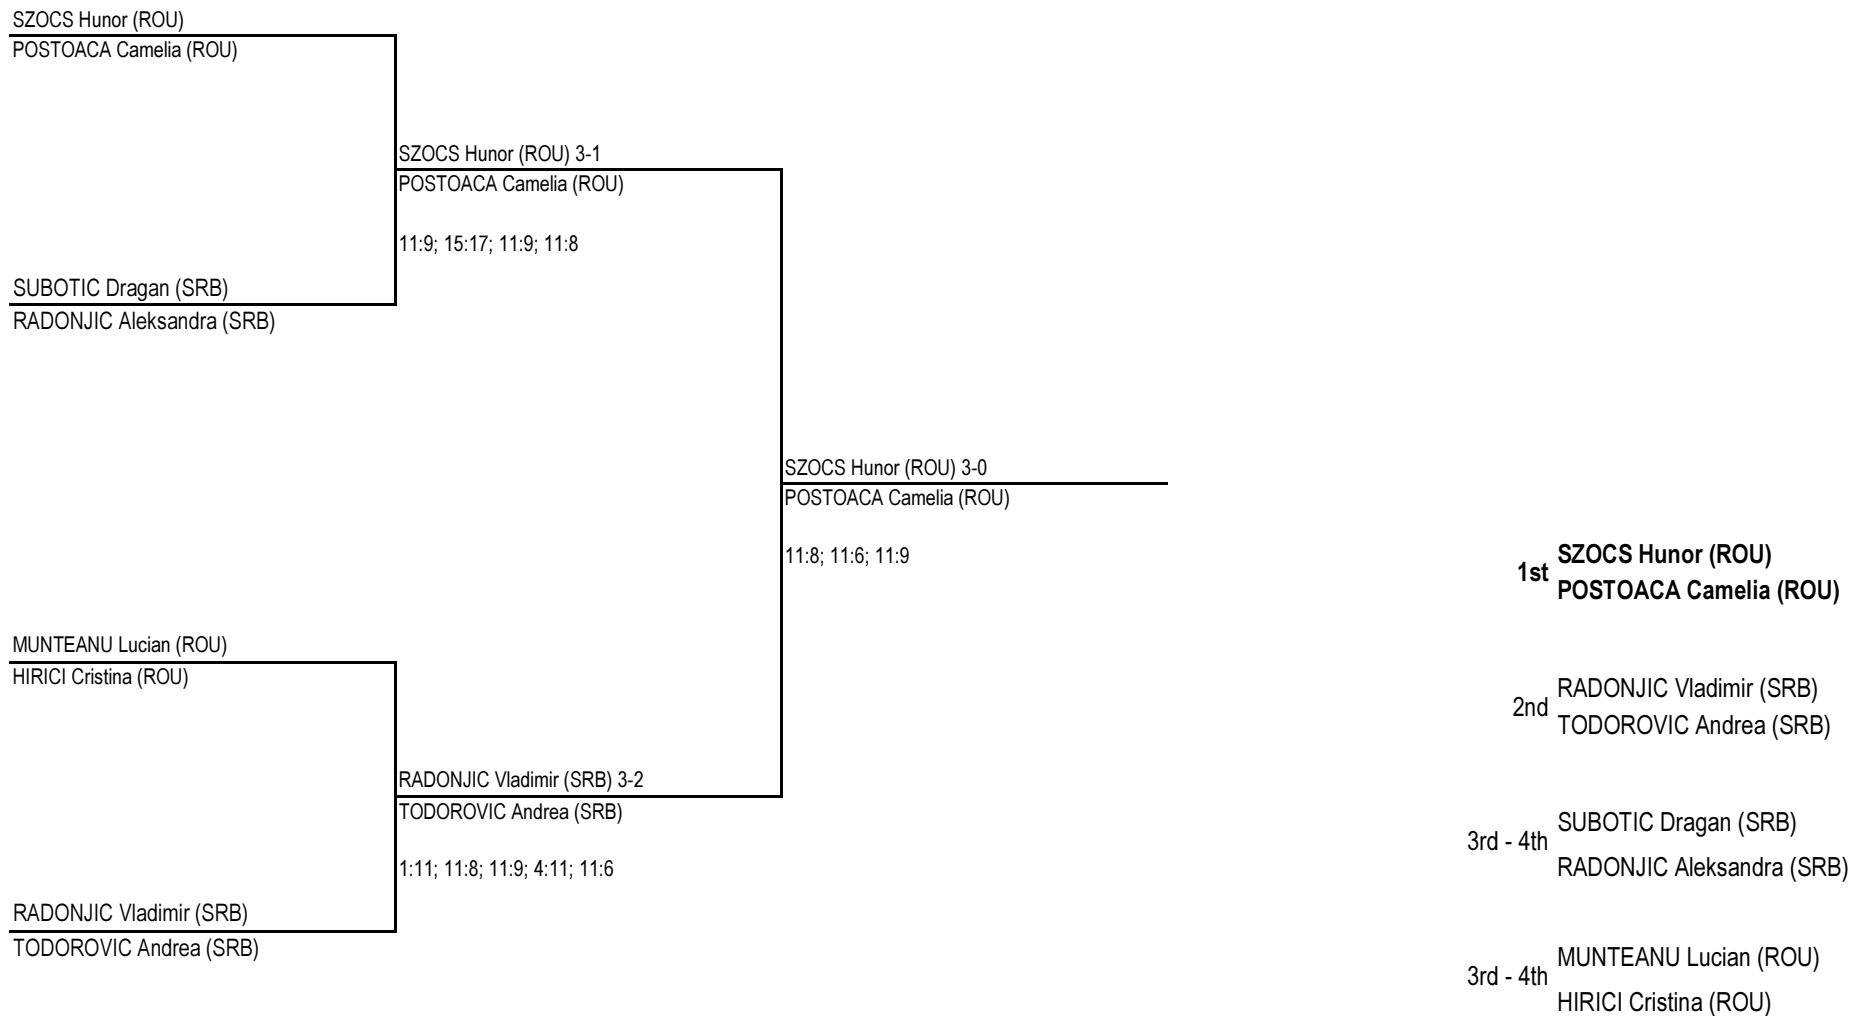 SZOCS Hunor (ROU)
POSTOACA Camelia (ROU)
SZOCS Hunor (ROU) 3-1
POSTOACA Camelia (ROU)
11:9; 15:17; 11:9; 11:8
SUBOTIC Dragan (SRB)
RADONJIC Aleksandra (SRB)
SZOCS Hunor (ROU) 3-0
POSTOACA Camelia (ROU)
11:8; 11:6; 11:9
MUNTEANU Lucian (ROU)
HIRICI Cristina (ROU)
RADONJIC Vladimir (SRB) 3-2
TODOROVIC Andrea (SRB)
1:11; 11:8; 11:9; 4:11; 11:6
RADONJIC Vladimir (SRB)
TODOROVIC Andrea (SRB)
1st
SZOCS Hunor (ROU)
POSTOACA Camelia (ROU)
2nd
RADONJIC Vladimir (SRB)
TODOROVIC Andrea (SRB)
3rd - 4th
SUBOTIC Dragan (SRB)
RADONJIC Aleksandra (SRB)
3rd - 4th
MUNTEANU Lucian (ROU)
HIRICI Cristina (ROU)